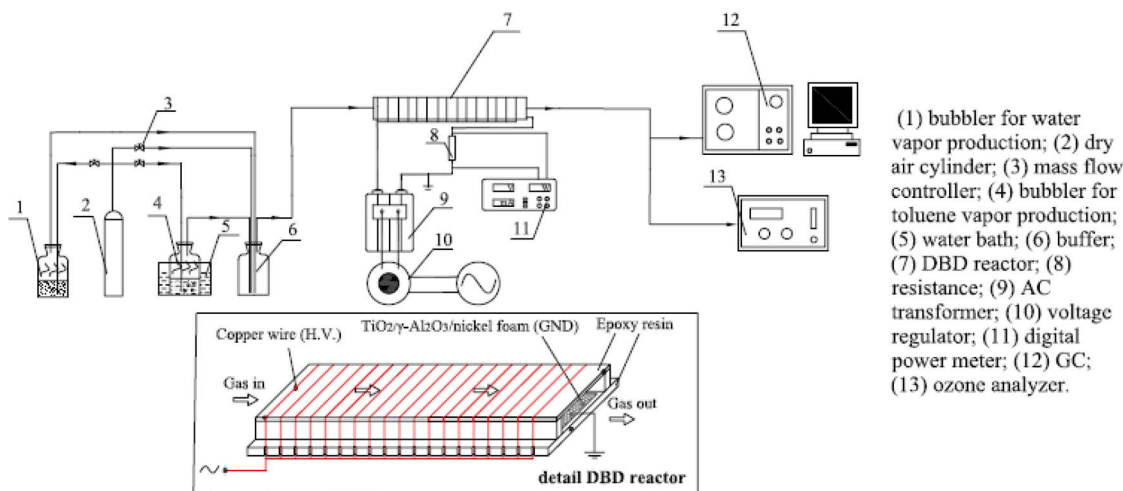 7
12
3
8
1
2
4
5
6
9
10
11
13
(1) bubbler for water
vapor production; (2) dry
air cylinder; (3) mass flow
controller; (4) bubbler for
toluene vapor production;
(5) water bath; (6) buffer;
(7) DBD reactor; (8)
resistance; (9) AC
transformer; (10) voltage
regulator; (11) digital
power meter; (12) GC;
(13) ozone analyzer.
TiO2/γ-Al2O3/nickel foam (GND)
Epoxy resin
Copper wire (H.V.)
Gas in
Gas out
detail DBD reactor